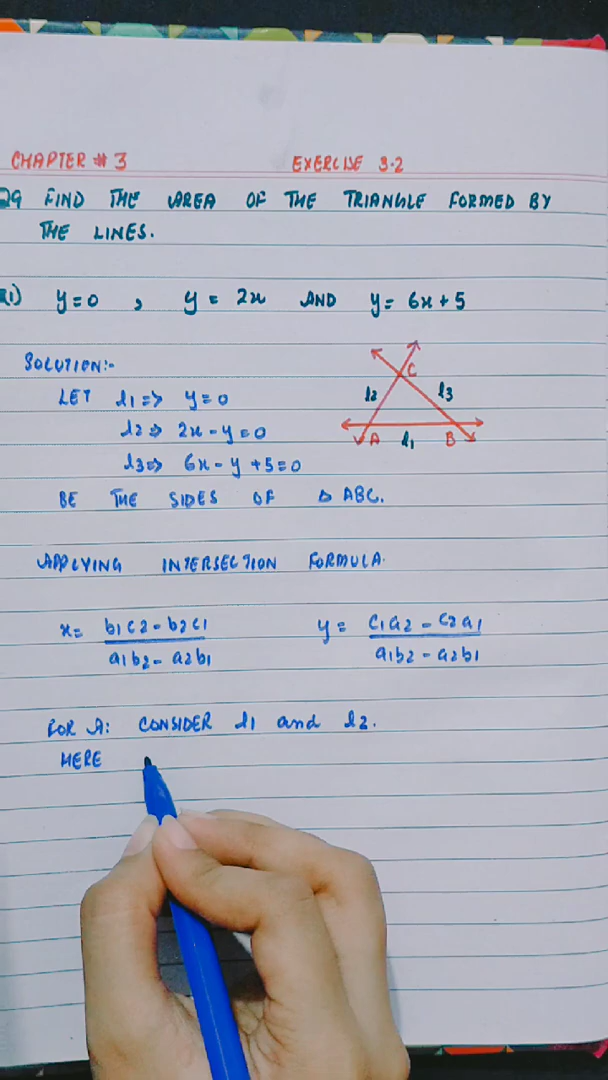 CHAPTER # 3 EXERCISE 3.2
Q9 FIND THE AREA OF THE TRIANGLE FORMED BY
THE LINES.
(i) y=0 , y = 2x AND y= 6x+5
SOLUTION:-
LET l1=> y=0
l2=> 2x-y=0
l3=> 6x-y+5=0
BE THE SIDES OF △ ABC.
C
l2 l3
A l1 B
APPLYING INTERSECTION FORMULA.
x= b1c2-b2c1 / a1b2-a2b1 y= c1a2-c2a1 / a1b2-a2b1
FOR A: CONSIDER l1 and l2.
HERE